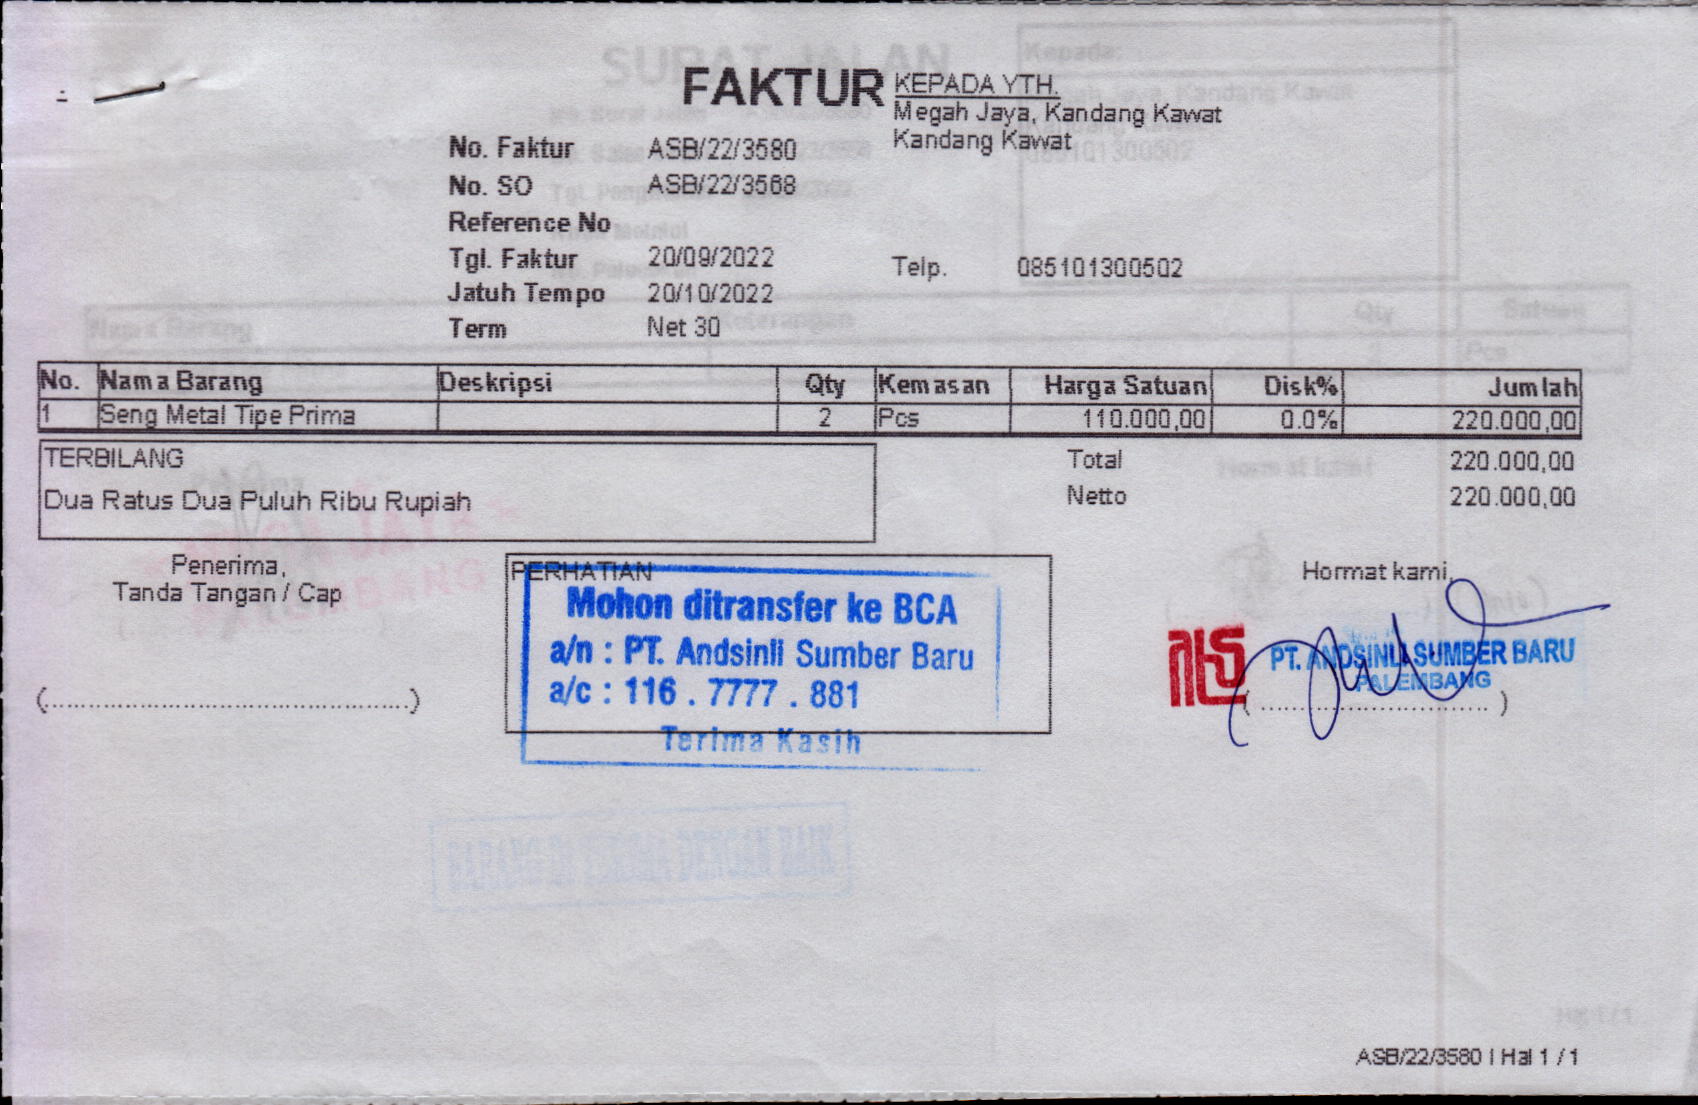 FAKTUR
KEPADA YTH.
Megah Jaya, Kandang Kawat
Kandang Kawat
No. Faktur ASB/22/3580
No. SO ASB/22/3568
Reference No
Tgl. Faktur 20/09/2022
Telp. 085101300502
Jatuh Tempo 20/10/2022
Term Net 30
No. Nama Barang Deskripsi Qty Kemasan Harga Satuan Disk% Jumlah
1 Seng Metal Tipe Prima 2 Pcs 110.000,00 0.0% 220.000,00
TERBILANG
Dua Ratus Dua Puluh Ribu Rupiah
Total 220.000,00
Netto 220.000,00
Penerima,
Tanda Tangan / Cap
(..........................................)
PERHATIAN
Mohon ditransfer ke BCA
a/n : PT. Andsinli Sumber Baru
a/c : 116 . 7777 . 881
Terima Kasih
Hormat kami,
PT. ANDSINLI SUMBER BARU
PALEMBANG
(..............................)
BARANG DI TERIMA DENGAN BAIK
ASB/22/3580 | Hal 1 / 1